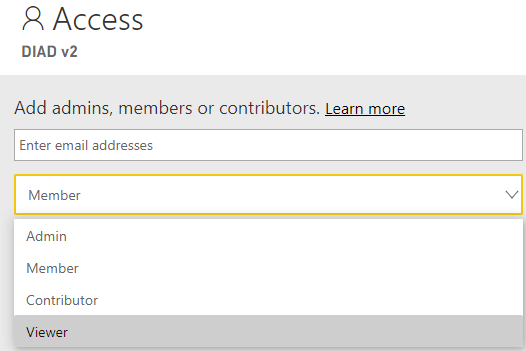 Access
DIAD v2
Add admins, members or contributors. Learn more
Enter email addresses
Member
Admin
Member
Contributor
Viewer